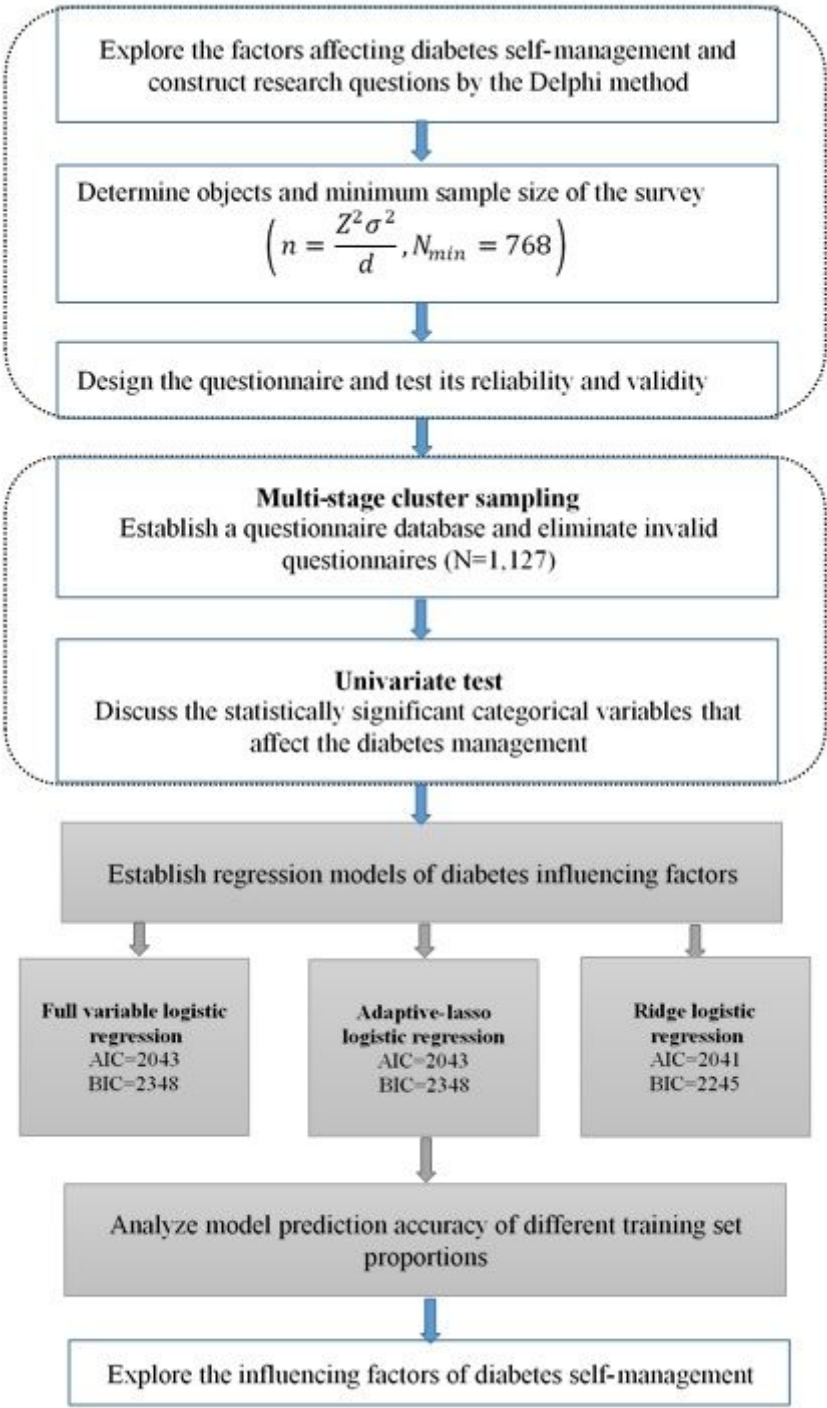 Explore the factors affecting diabetes self-management and
construct research questions by the Delphi method
Determine objects and minimum sample size of the survey
(n = Z²σ²/d, N_min = 768)
Design the questionnaire and test its reliability and validity
Multi-stage cluster sampling
Establish a questionnaire database and eliminate invalid
questionnaires (N=1,127)
Univariate test
Discuss the statistically significant categorical variables that
affect the diabetes management
Establish regression models of diabetes influencing factors
Full variable logistic
regression
AIC=2043
BIC=2348
Adaptive-lasso
logistic regression
AIC=2043
BIC=2348
Ridge logistic
regression
AIC=2041
BIC=2245
Analyze model prediction accuracy of different training set
proportions
Explore the influencing factors of diabetes self-management